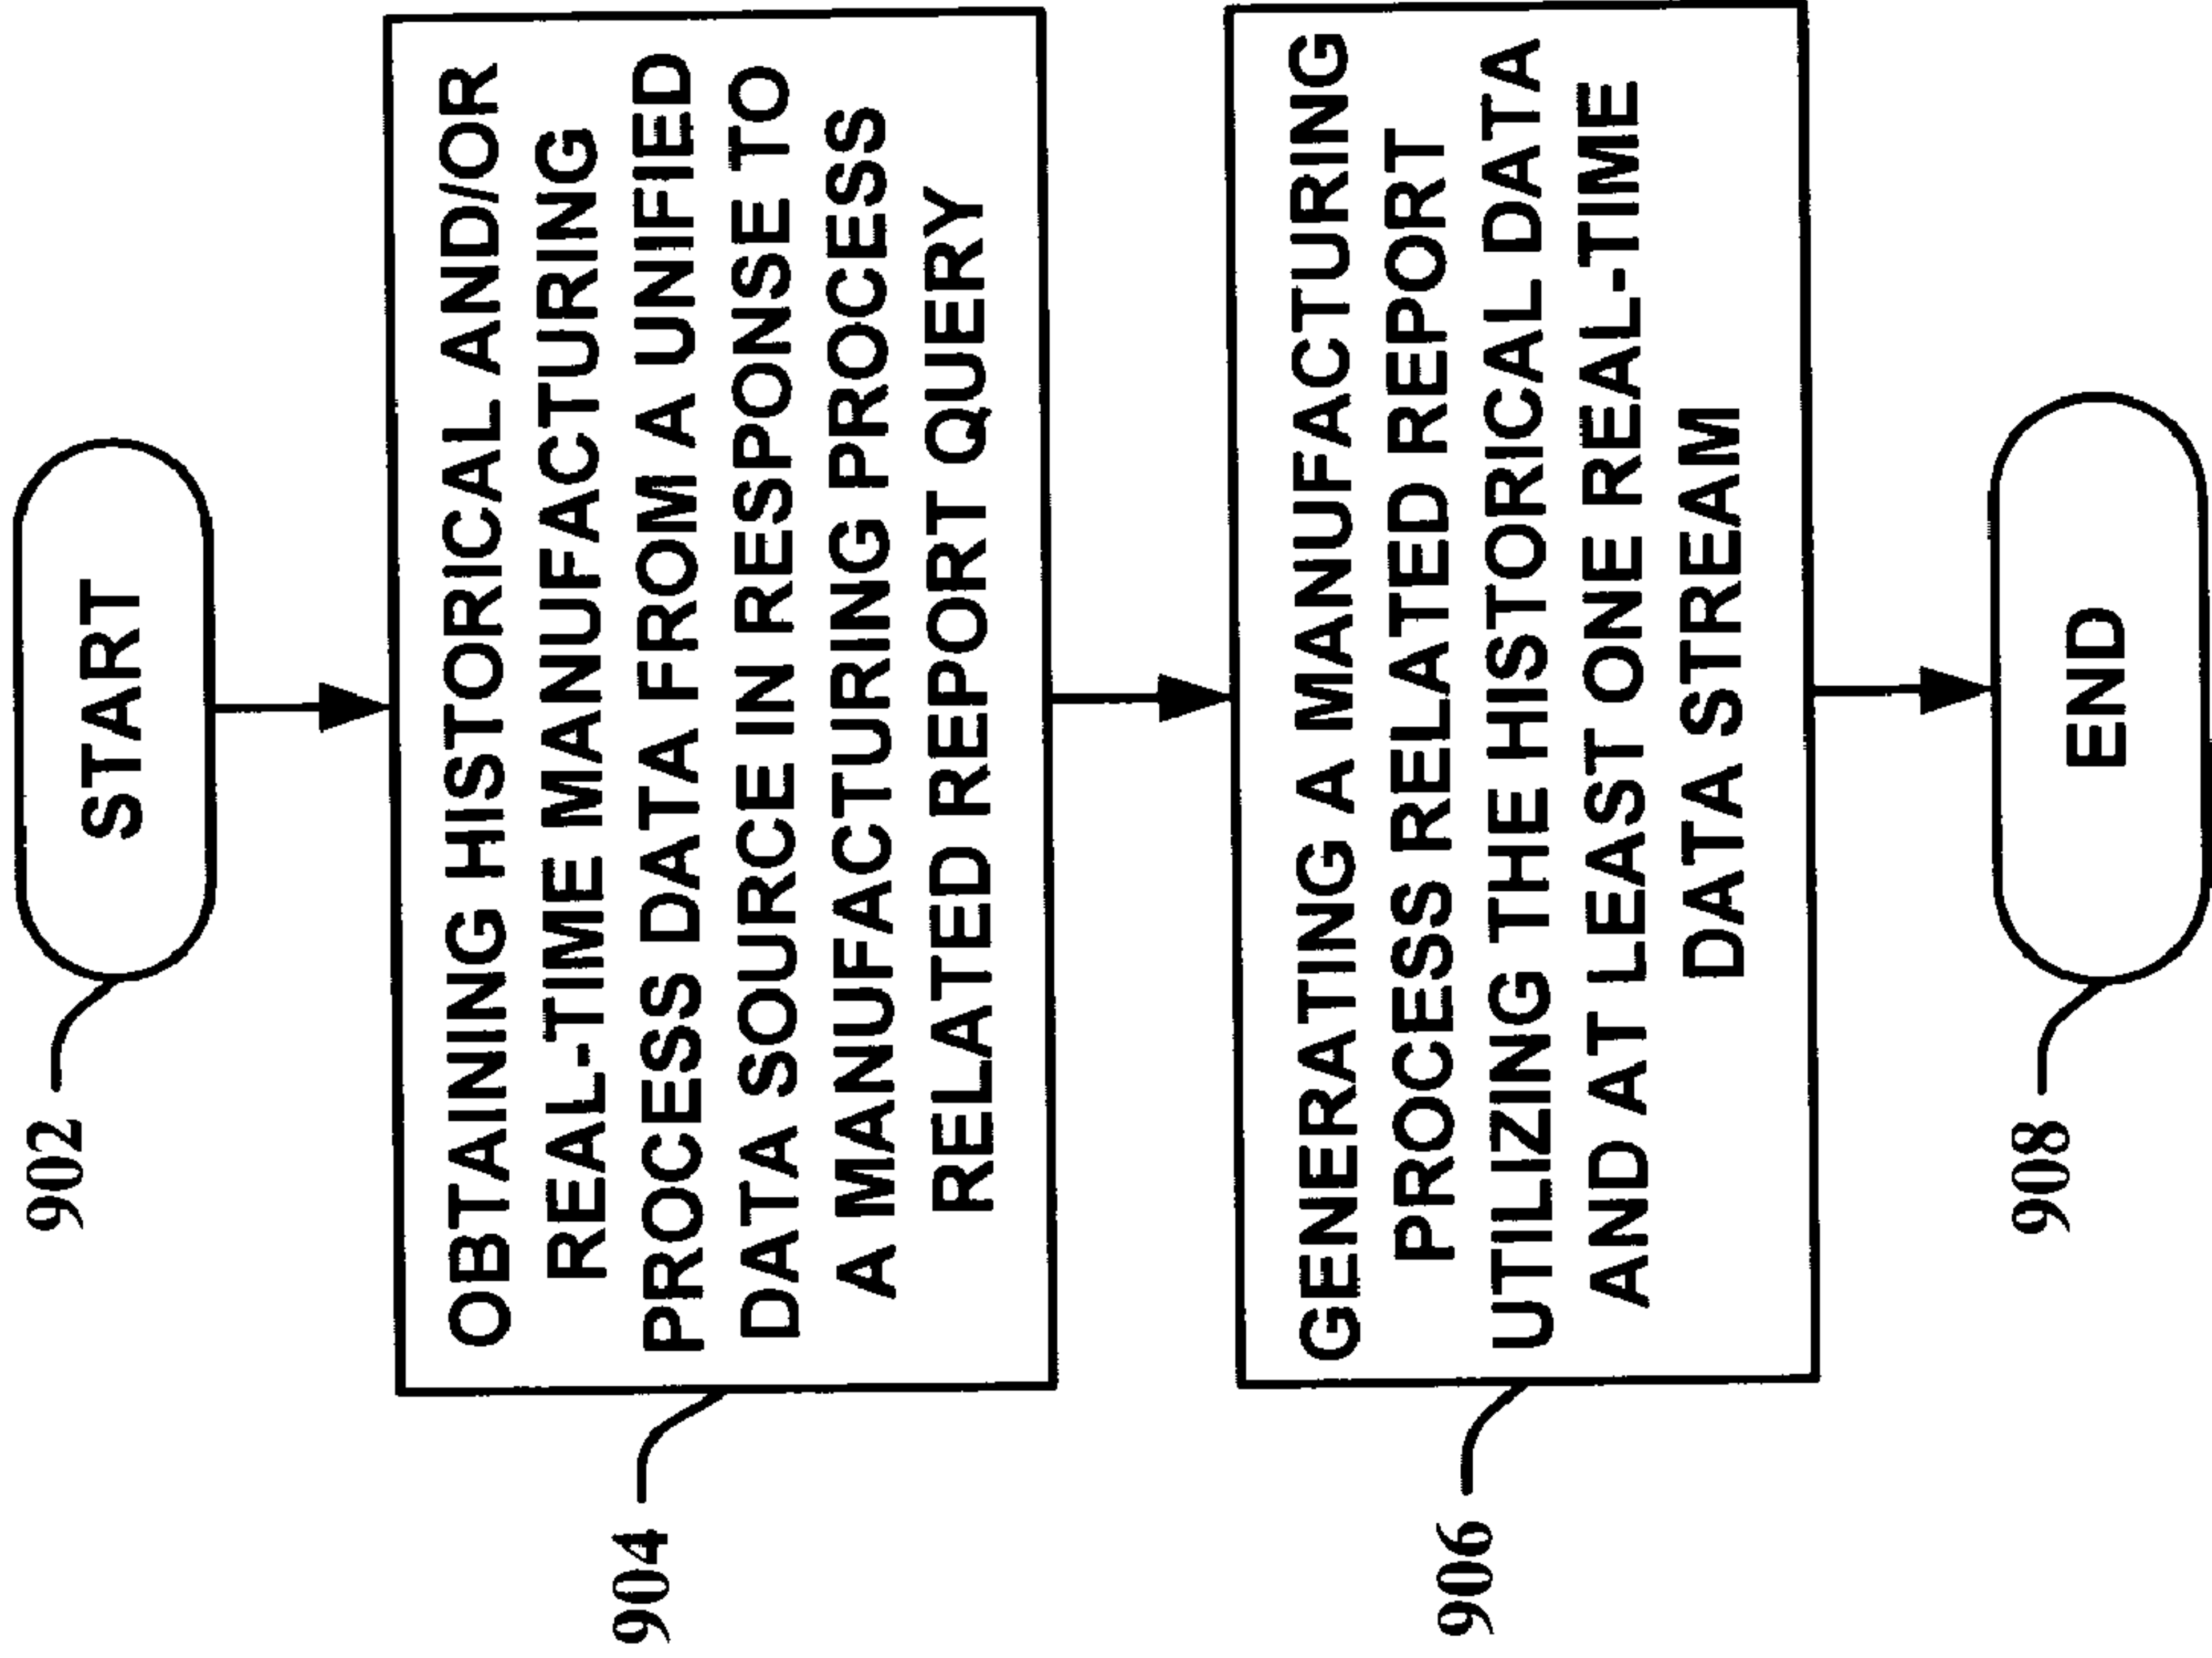 902
START
904
OBTAINING HISTORICAL AND/OR
REAL-TIME MANUFACTURING
PROCESS DATA FROM A UNIFIED
DATA SOURCE IN RESPONSE TO
A MANUFACTURING PROCESS
RELATED REPORT QUERY
906
GENERATING A MANUFACTURING
PROCESS RELATED REPORT
UTILIZING THE HISTORICAL DATA
AND AT LEAST ONE REAL-TIME
DATA STREAM
908
END